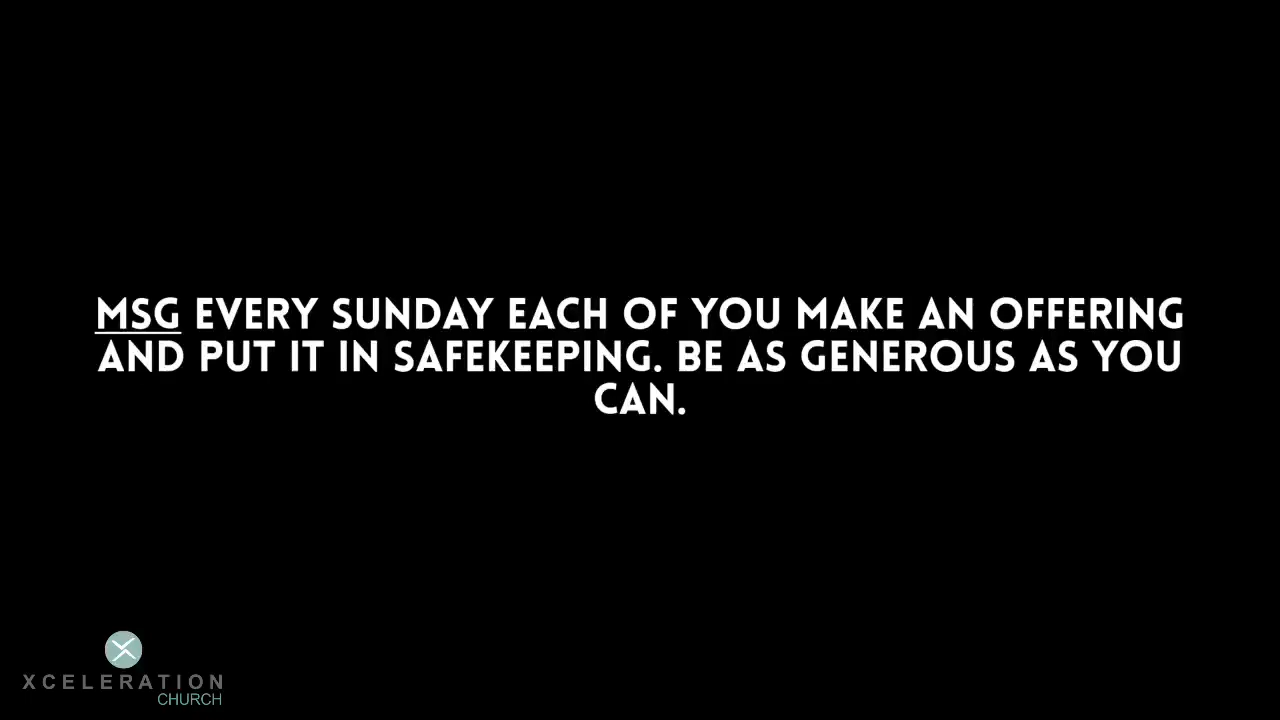 MSG EVERY SUNDAY EACH OF YOU MAKE AN OFFERING
AND PUT IT IN SAFEKEEPING. BE AS GENEROUS AS YOU
CAN.
XCELERATION
CHURCH